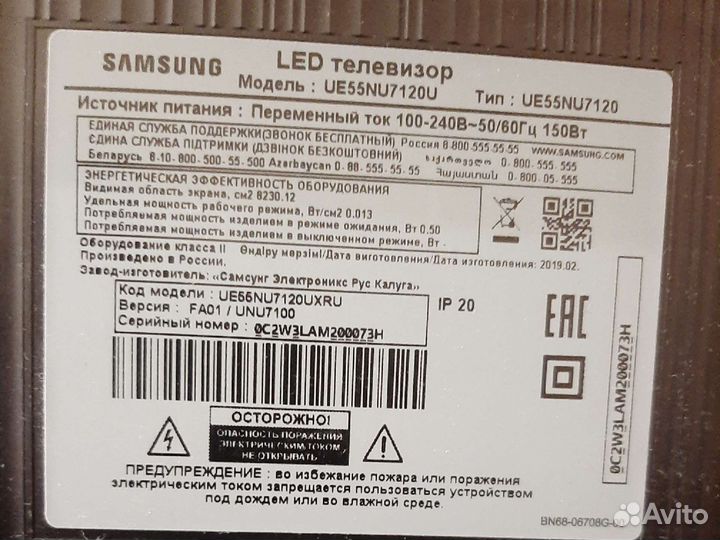 SAMSUNG
LED телевизор
Модель : UE55NU7120U Тип : UE55NU7120
Источник питания : Переменный ток 100-240В~50/60Гц 150Вт
ЕДИНАЯ СЛУЖБА ПОДДЕРЖКИ(ЗВОНОК БЕСПЛАТНЫЙ) Россия 8 800 555 55 55 WWW.SAMSUNG.COM
ЄДИНА СЛУЖБА ПІДТРИМКИ (ДЗВІНОК БЕЗКОШТОВНИЙ) 0-800-555-555
Беларусь 8-10-800-500-55-500 Azərbaycan 0-88-555-55-55 Հայաստան 0-800-05-555
ЭНЕРГЕТИЧЕСКАЯ ЭФФЕКТИВНОСТЬ ОБОРУДОВАНИЯ
Видимая область экрана, см2 8230.12
Удельная мощность рабочего режима, Вт/см2 0.013
Потребляемая мощность изделием в режиме ожидания, Вт 0.50
Потребляемая мощность изделием в выключенном режиме, Вт -
Оборудование класса II Өндіру мерзімі/Дата виготовлення/Дата изготовления: 2019.02.
Произведено в России
Завод-изготовитель: «Самсунг Электроникс Рус Калуга»
Код модели : UE55NU7120UXRU
Версия : FA01 / UNU7100
Серийный номер : 0C2W3LAM200073H
IP 20
EAC
0C2W3LAM200073H
ОСТОРОЖНО!
ОПАСНОСТЬ ПОРАЖЕНИЯ
ЭЛЕКТРИЧЕСКИМ ТОКОМ,
НЕ ОТКРЫВАТЬ
ПРЕДУПРЕЖДЕНИЕ : во избежание пожара или поражения
электрическим током запрещается пользоваться устройством
под дождем или во влажной среде.
BN68-06708G-00
Avito